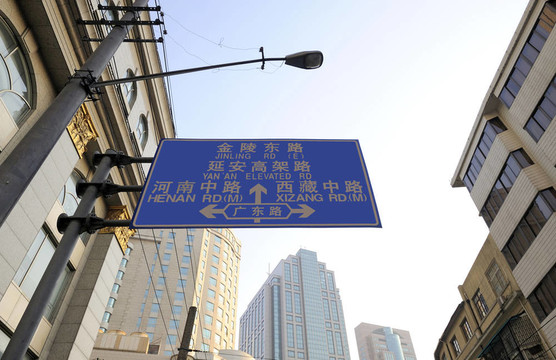 金陵东路
JINLING RD (E)
延安高架路
YAN'AN ELEVATED RD
河南中路 西藏中路
HENAN RD(M) XIZANG RD(M)
广东路